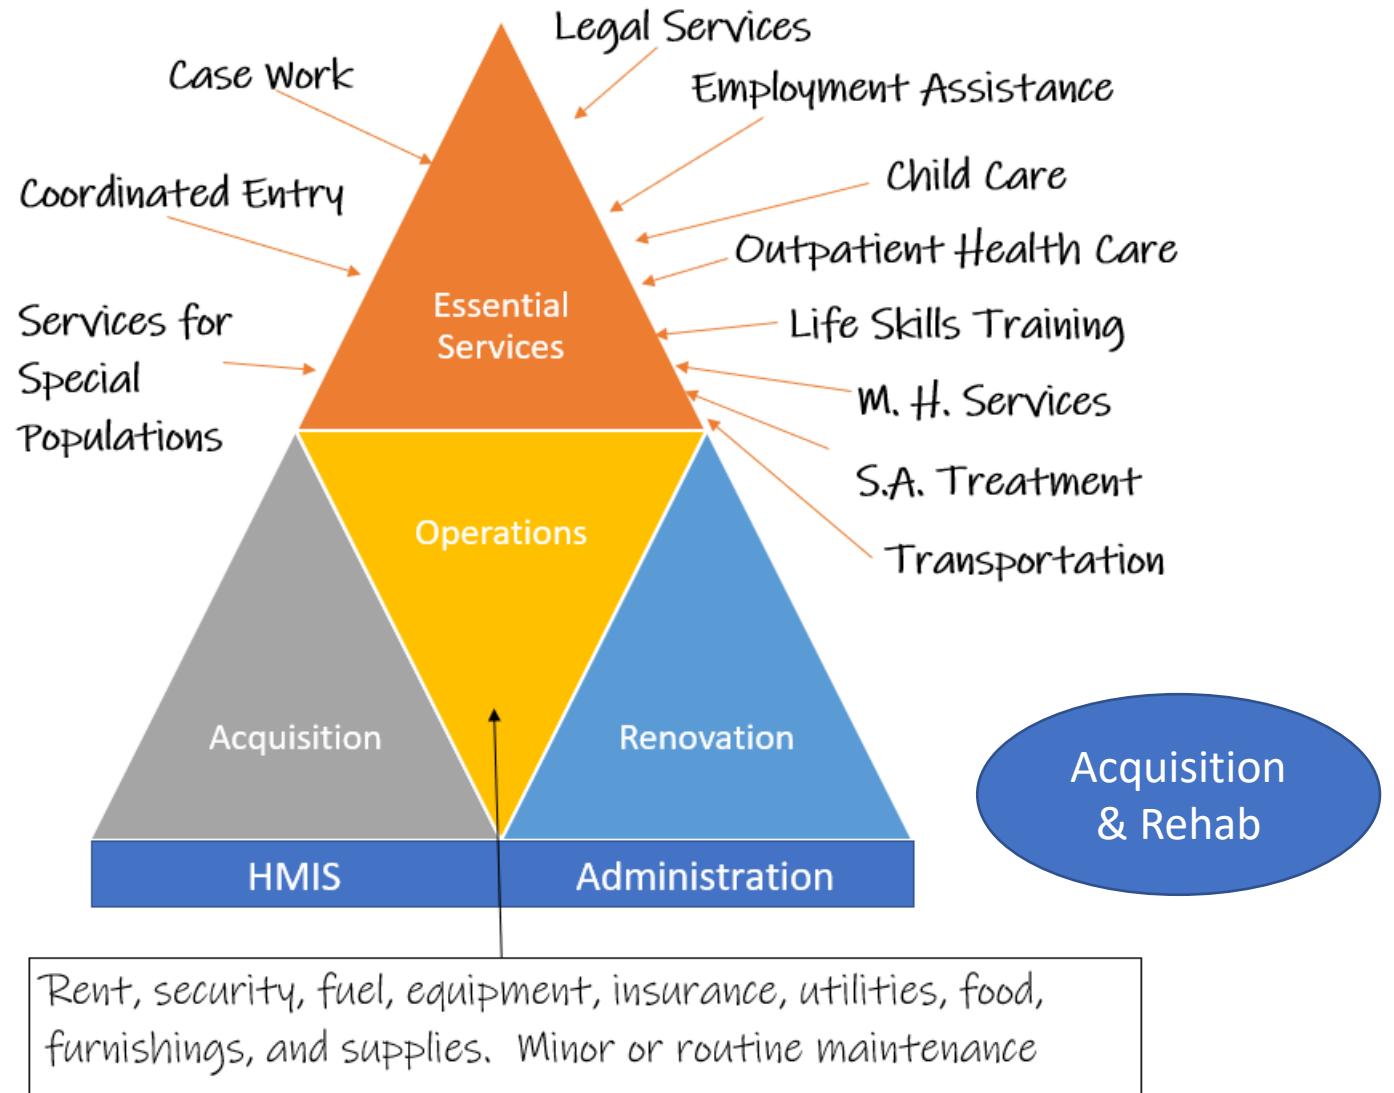 Legal Services
Case Work
Employment Assistance
Coordinated Entry
Child Care
Outpatient Health Care
Essential
Services
Services for
Special
Populations
Life Skills Training
M. H. Services
S.A. Treatment
Operations
Transportation
Acquisition
Renovation
Acquisition
& Rehab
HMIS
Administration
Rent, security, fuel, equipment, insurance, utilities, food,
furnishings, and supplies. Minor or routine maintenance